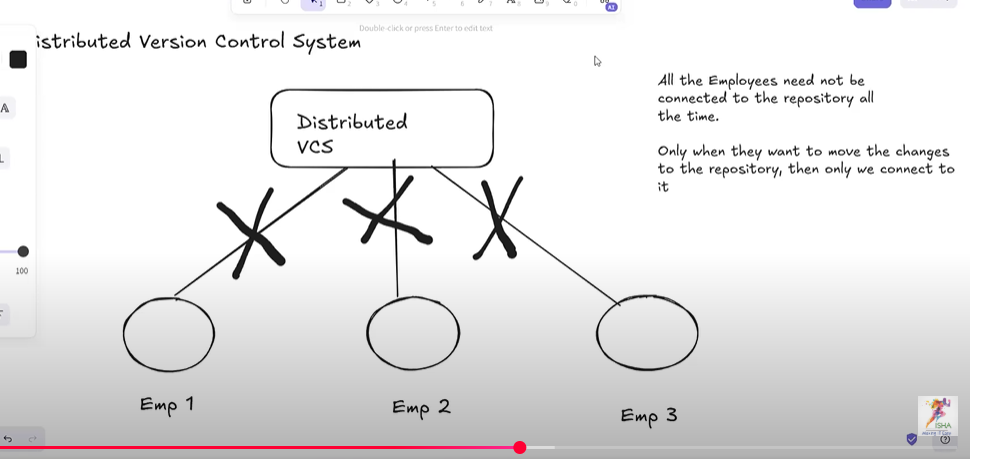 Double-click or press Enter to edit text
istributed Version Control System
All the Employees need not be
connected to the repository all
the time.
Distributed
VCS
Only when they want to move the changes
to the repository, then only we connect to
it
100
Emp 1
Emp 2
Emp 3
ISHA